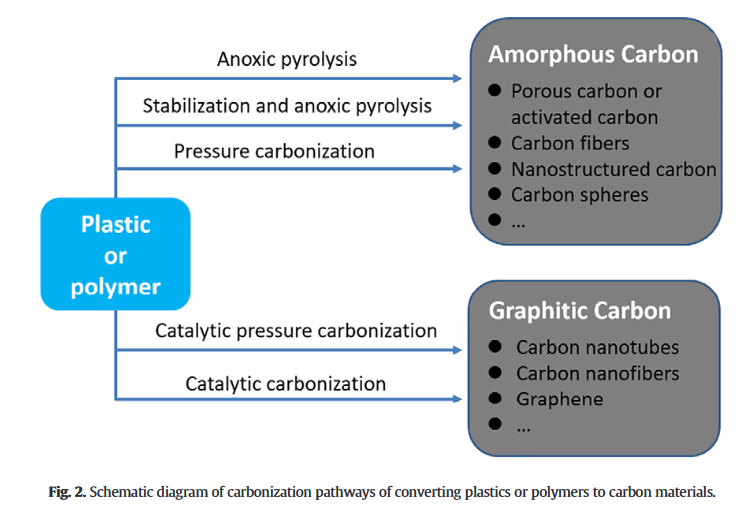 Anoxic pyrolysis
Stabilization and anoxic pyrolysis
Pressure carbonization
Amorphous Carbon
● Porous carbon or
activated carbon
● Carbon fibers
● Nanostructured carbon
● Carbon spheres
● ...
Plastic
or
polymer
Catalytic pressure carbonization
Catalytic carbonization
Graphitic Carbon
● Carbon nanotubes
● Carbon nanofibers
● Graphene
● ...
Fig. 2. Schematic diagram of carbonization pathways of converting plastics or polymers to carbon materials.